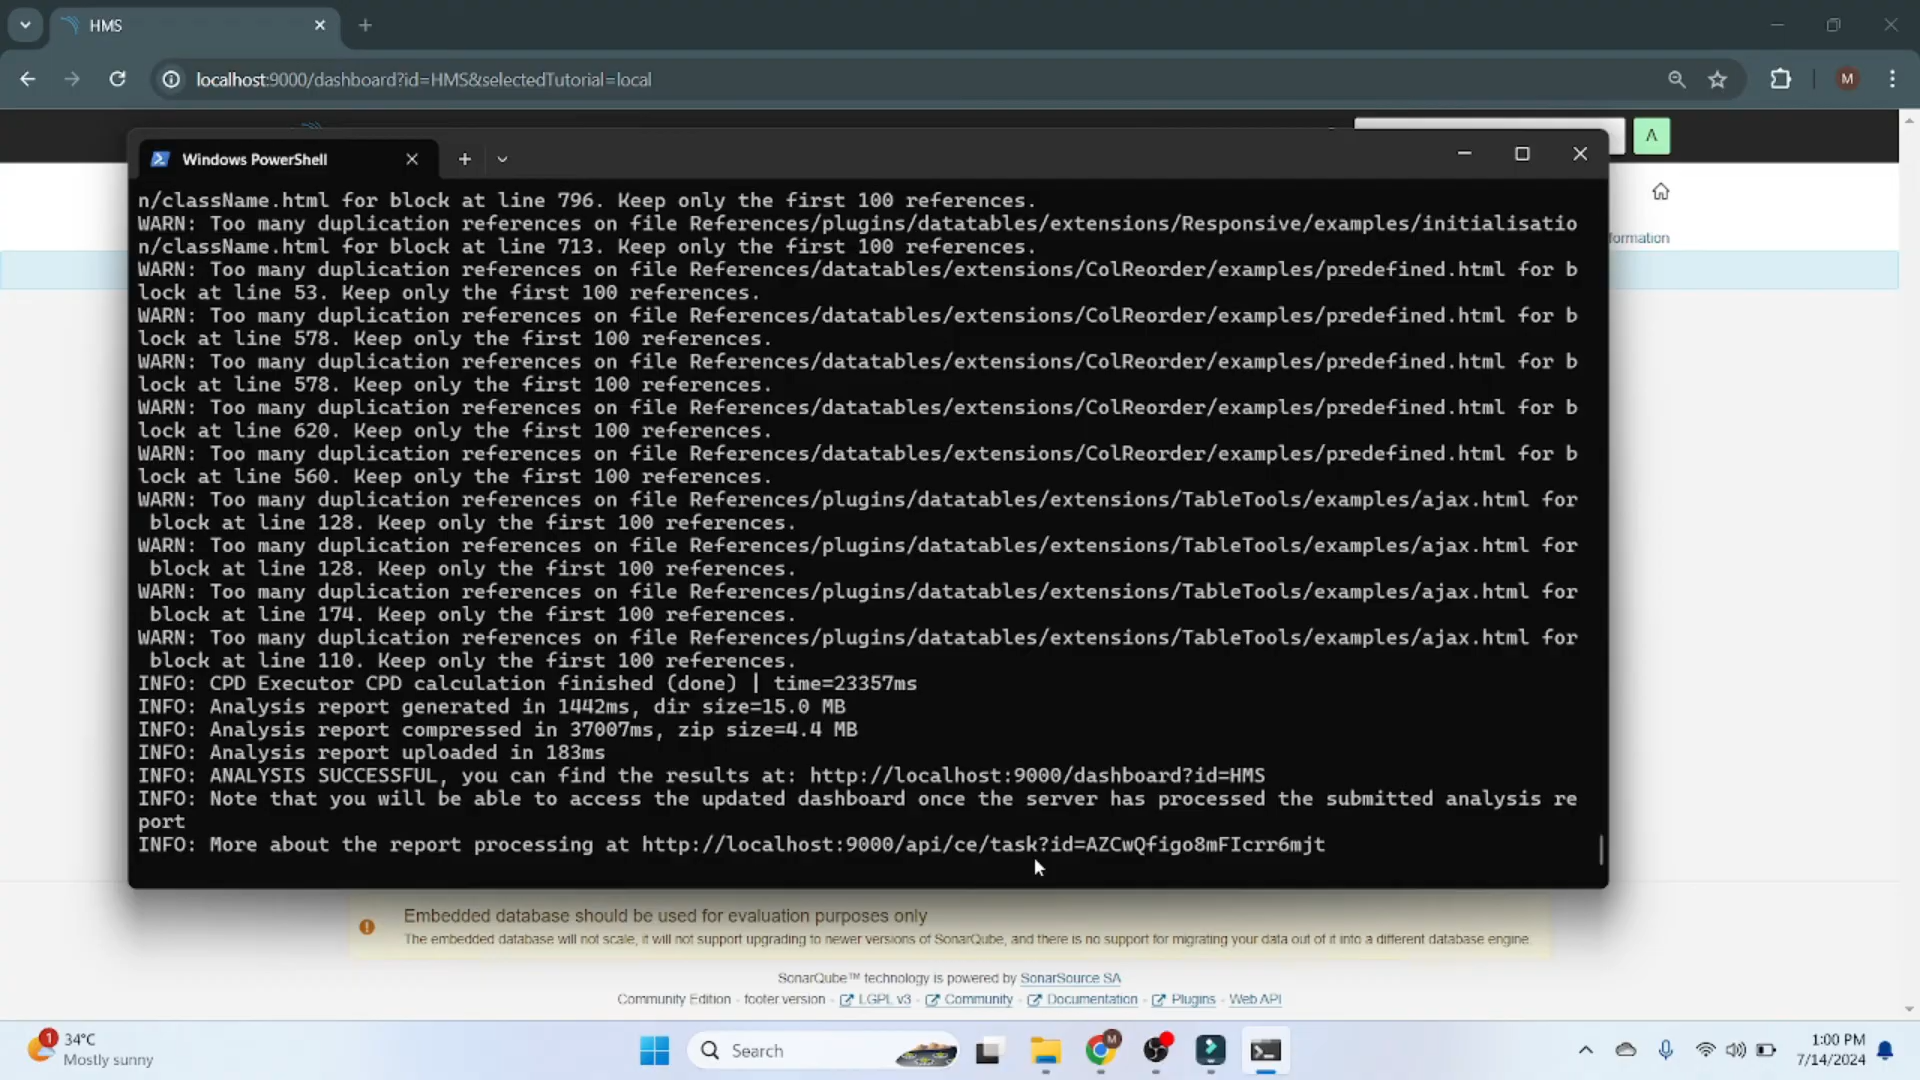 HMS
localhost:9000/dashboard?id=HMS&selectedTutorial=local
M
A
Windows PowerShell
formation
n/className.html for block at line 796. Keep only the first 100 references.
WARN: Too many duplication references on file References/plugins/datatables/extensions/Responsive/examples/initialisatio
n/className.html for block at line 713. Keep only the first 100 references.
WARN: Too many duplication references on file References/datatables/extensions/ColReorder/examples/predefined.html for b
lock at line 53. Keep only the first 100 references.
WARN: Too many duplication references on file References/datatables/extensions/ColReorder/examples/predefined.html for b
lock at line 578. Keep only the first 100 references.
WARN: Too many duplication references on file References/datatables/extensions/ColReorder/examples/predefined.html for b
lock at line 578. Keep only the first 100 references.
WARN: Too many duplication references on file References/datatables/extensions/ColReorder/examples/predefined.html for b
lock at line 620. Keep only the first 100 references.
WARN: Too many duplication references on file References/datatables/extensions/ColReorder/examples/predefined.html for b
lock at line 560. Keep only the first 100 references.
WARN: Too many duplication references on file References/plugins/datatables/extensions/TableTools/examples/ajax.html for
block at line 128. Keep only the first 100 references.
WARN: Too many duplication references on file References/plugins/datatables/extensions/TableTools/examples/ajax.html for
block at line 128. Keep only the first 100 references.
WARN: Too many duplication references on file References/plugins/datatables/extensions/TableTools/examples/ajax.html for
block at line 174. Keep only the first 100 references.
WARN: Too many duplication references on file References/plugins/datatables/extensions/TableTools/examples/ajax.html for
block at line 110. Keep only the first 100 references.
INFO: CPD Executor CPD calculation finished (done) | time=23357ms
INFO: Analysis report generated in 1442ms, dir size=15.0 MB
INFO: Analysis report compressed in 37007ms, zip size=4.4 MB
INFO: Analysis report uploaded in 183ms
INFO: ANALYSIS SUCCESSFUL, you can find the results at: http://localhost:9000/dashboard?id=HMS
INFO: Note that you will be able to access the updated dashboard once the server has processed the submitted analysis re
port
INFO: More about the report processing at http://localhost:9000/api/ce/task?id=AZCwQfigo8mFIcrr6mjt
Embedded database should be used for evaluation purposes only
The embedded database will not scale, it will not support upgrading to newer versions of SonarQube, and there is no support for migrating your data out of it into a different database engine.
SonarQube™ technology is powered by SonarSource SA
Community Edition - footer version - LGPL v3 - Community - Documentation - Plugins - Web API
1
34°C
Mostly sunny
Search
M
1:00 PM
7/14/2024